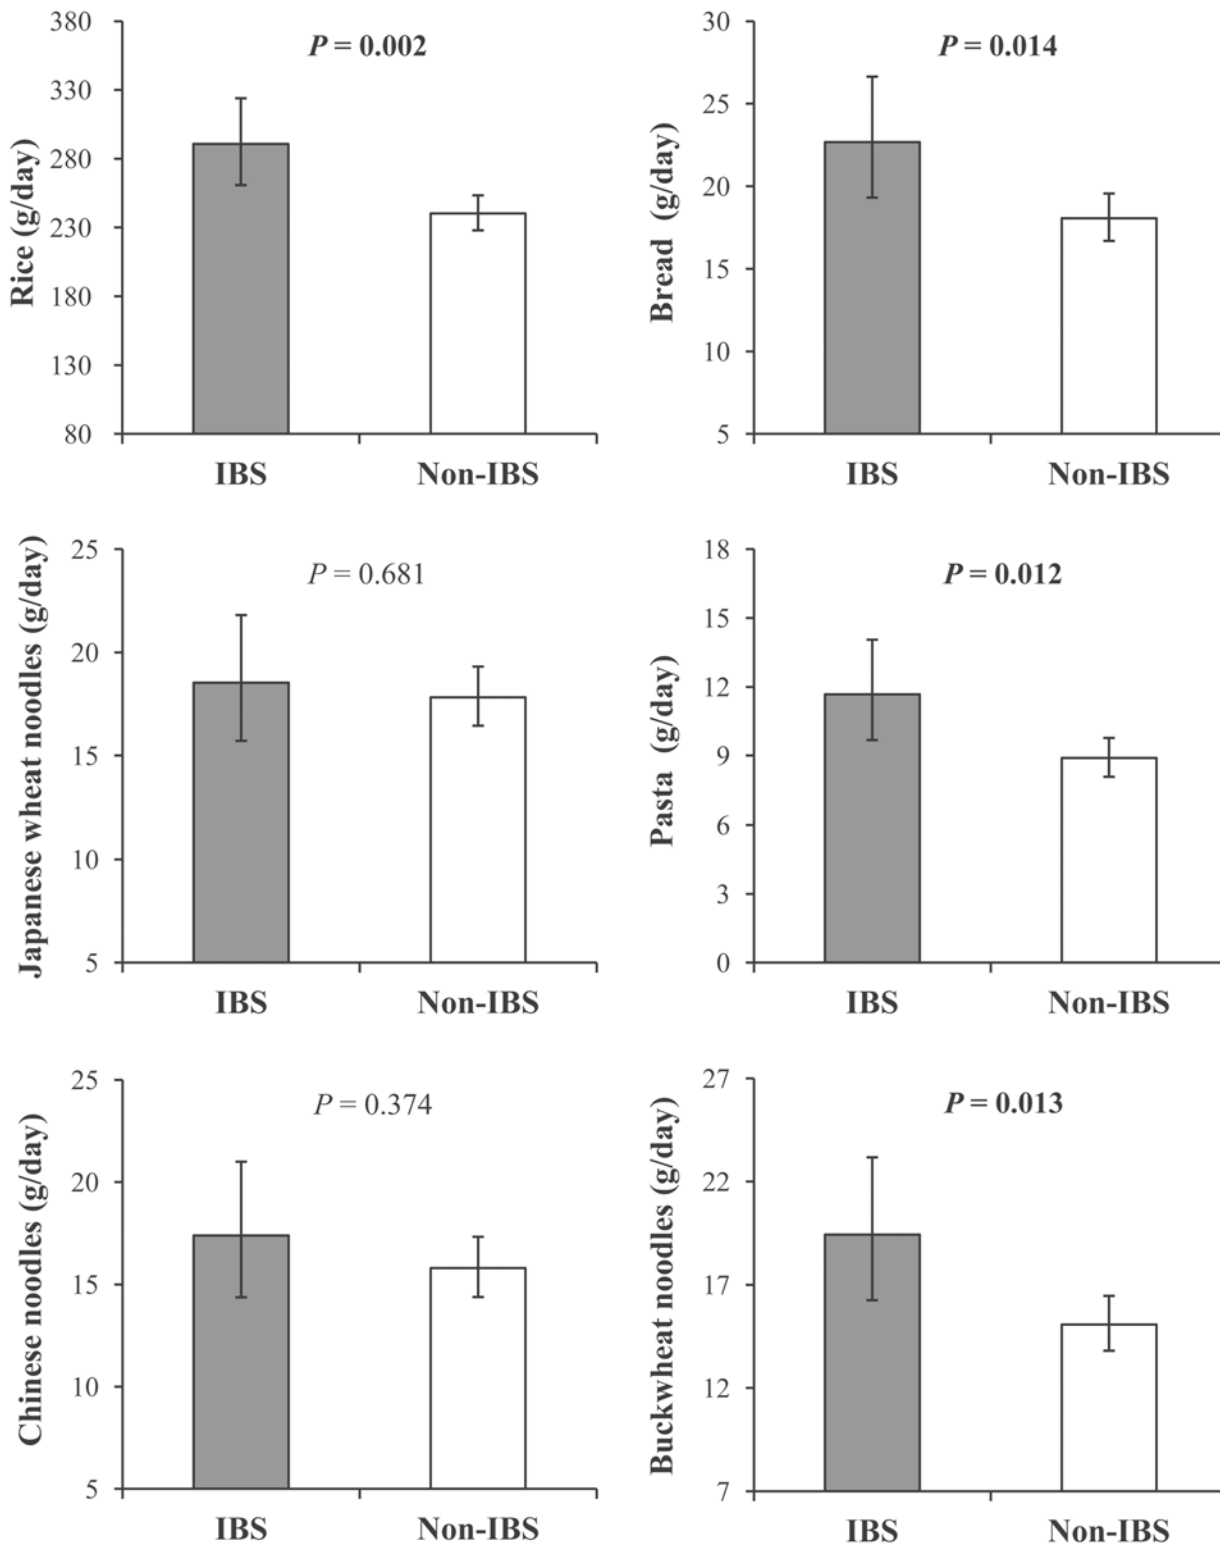 P = 0.002
Rice (g/day)
380
330
280
230
180
130
80
IBS Non-IBS
P = 0.014
Bread (g/day)
30
25
20
15
10
5
IBS Non-IBS
P = 0.681
Japanese wheat noodles (g/day)
25
20
15
10
5
IBS Non-IBS
P = 0.012
Pasta (g/day)
18
15
12
9
6
3
0
IBS Non-IBS
P = 0.374
Chinese noodles (g/day)
25
20
15
10
5
IBS Non-IBS
P = 0.013
Buckwheat noodles (g/day)
27
22
17
12
7
IBS Non-IBS